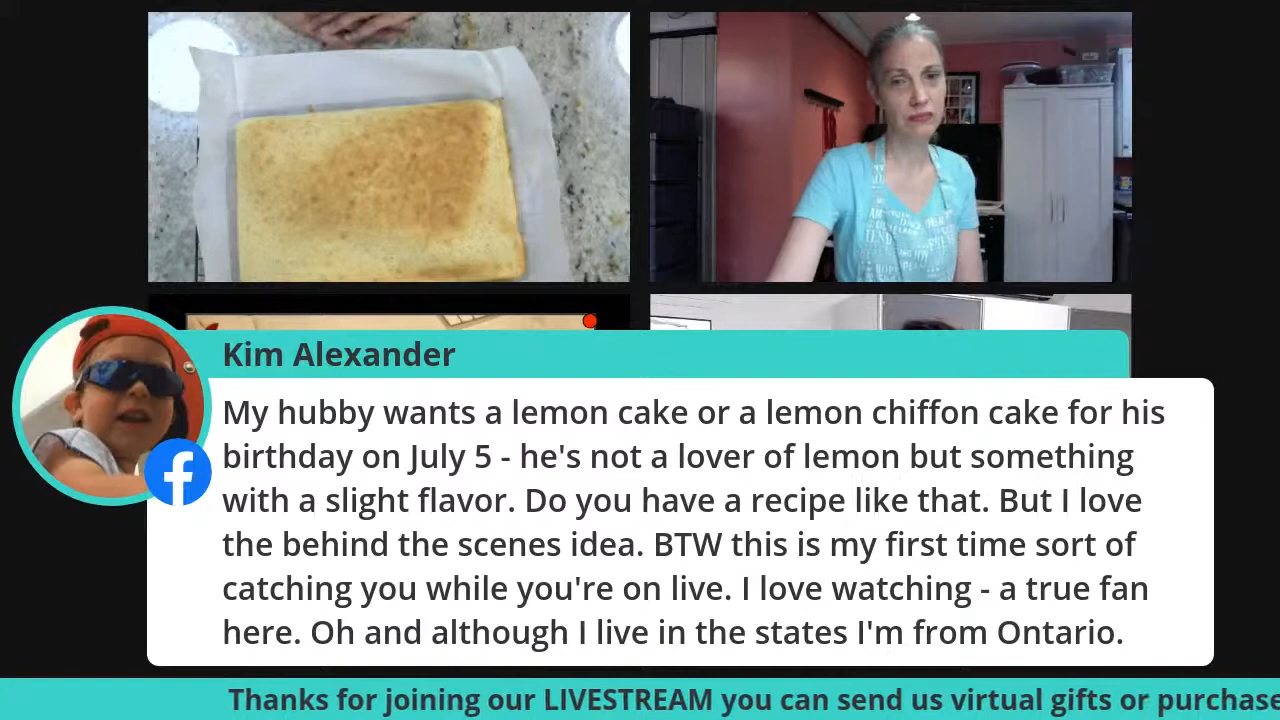 Kim Alexander
My hubby wants a lemon cake or a lemon chiffon cake for his
birthday on July 5 - he's not a lover of lemon but something
with a slight flavor. Do you have a recipe like that. But I love
the behind the scenes idea. BTW this is my first time sort of
catching you while you're on live. I love watching - a true fan
here. Oh and although I live in the states I'm from Ontario.
Thanks for joining our LIVESTREAM you can send us virtual gifts or purchase